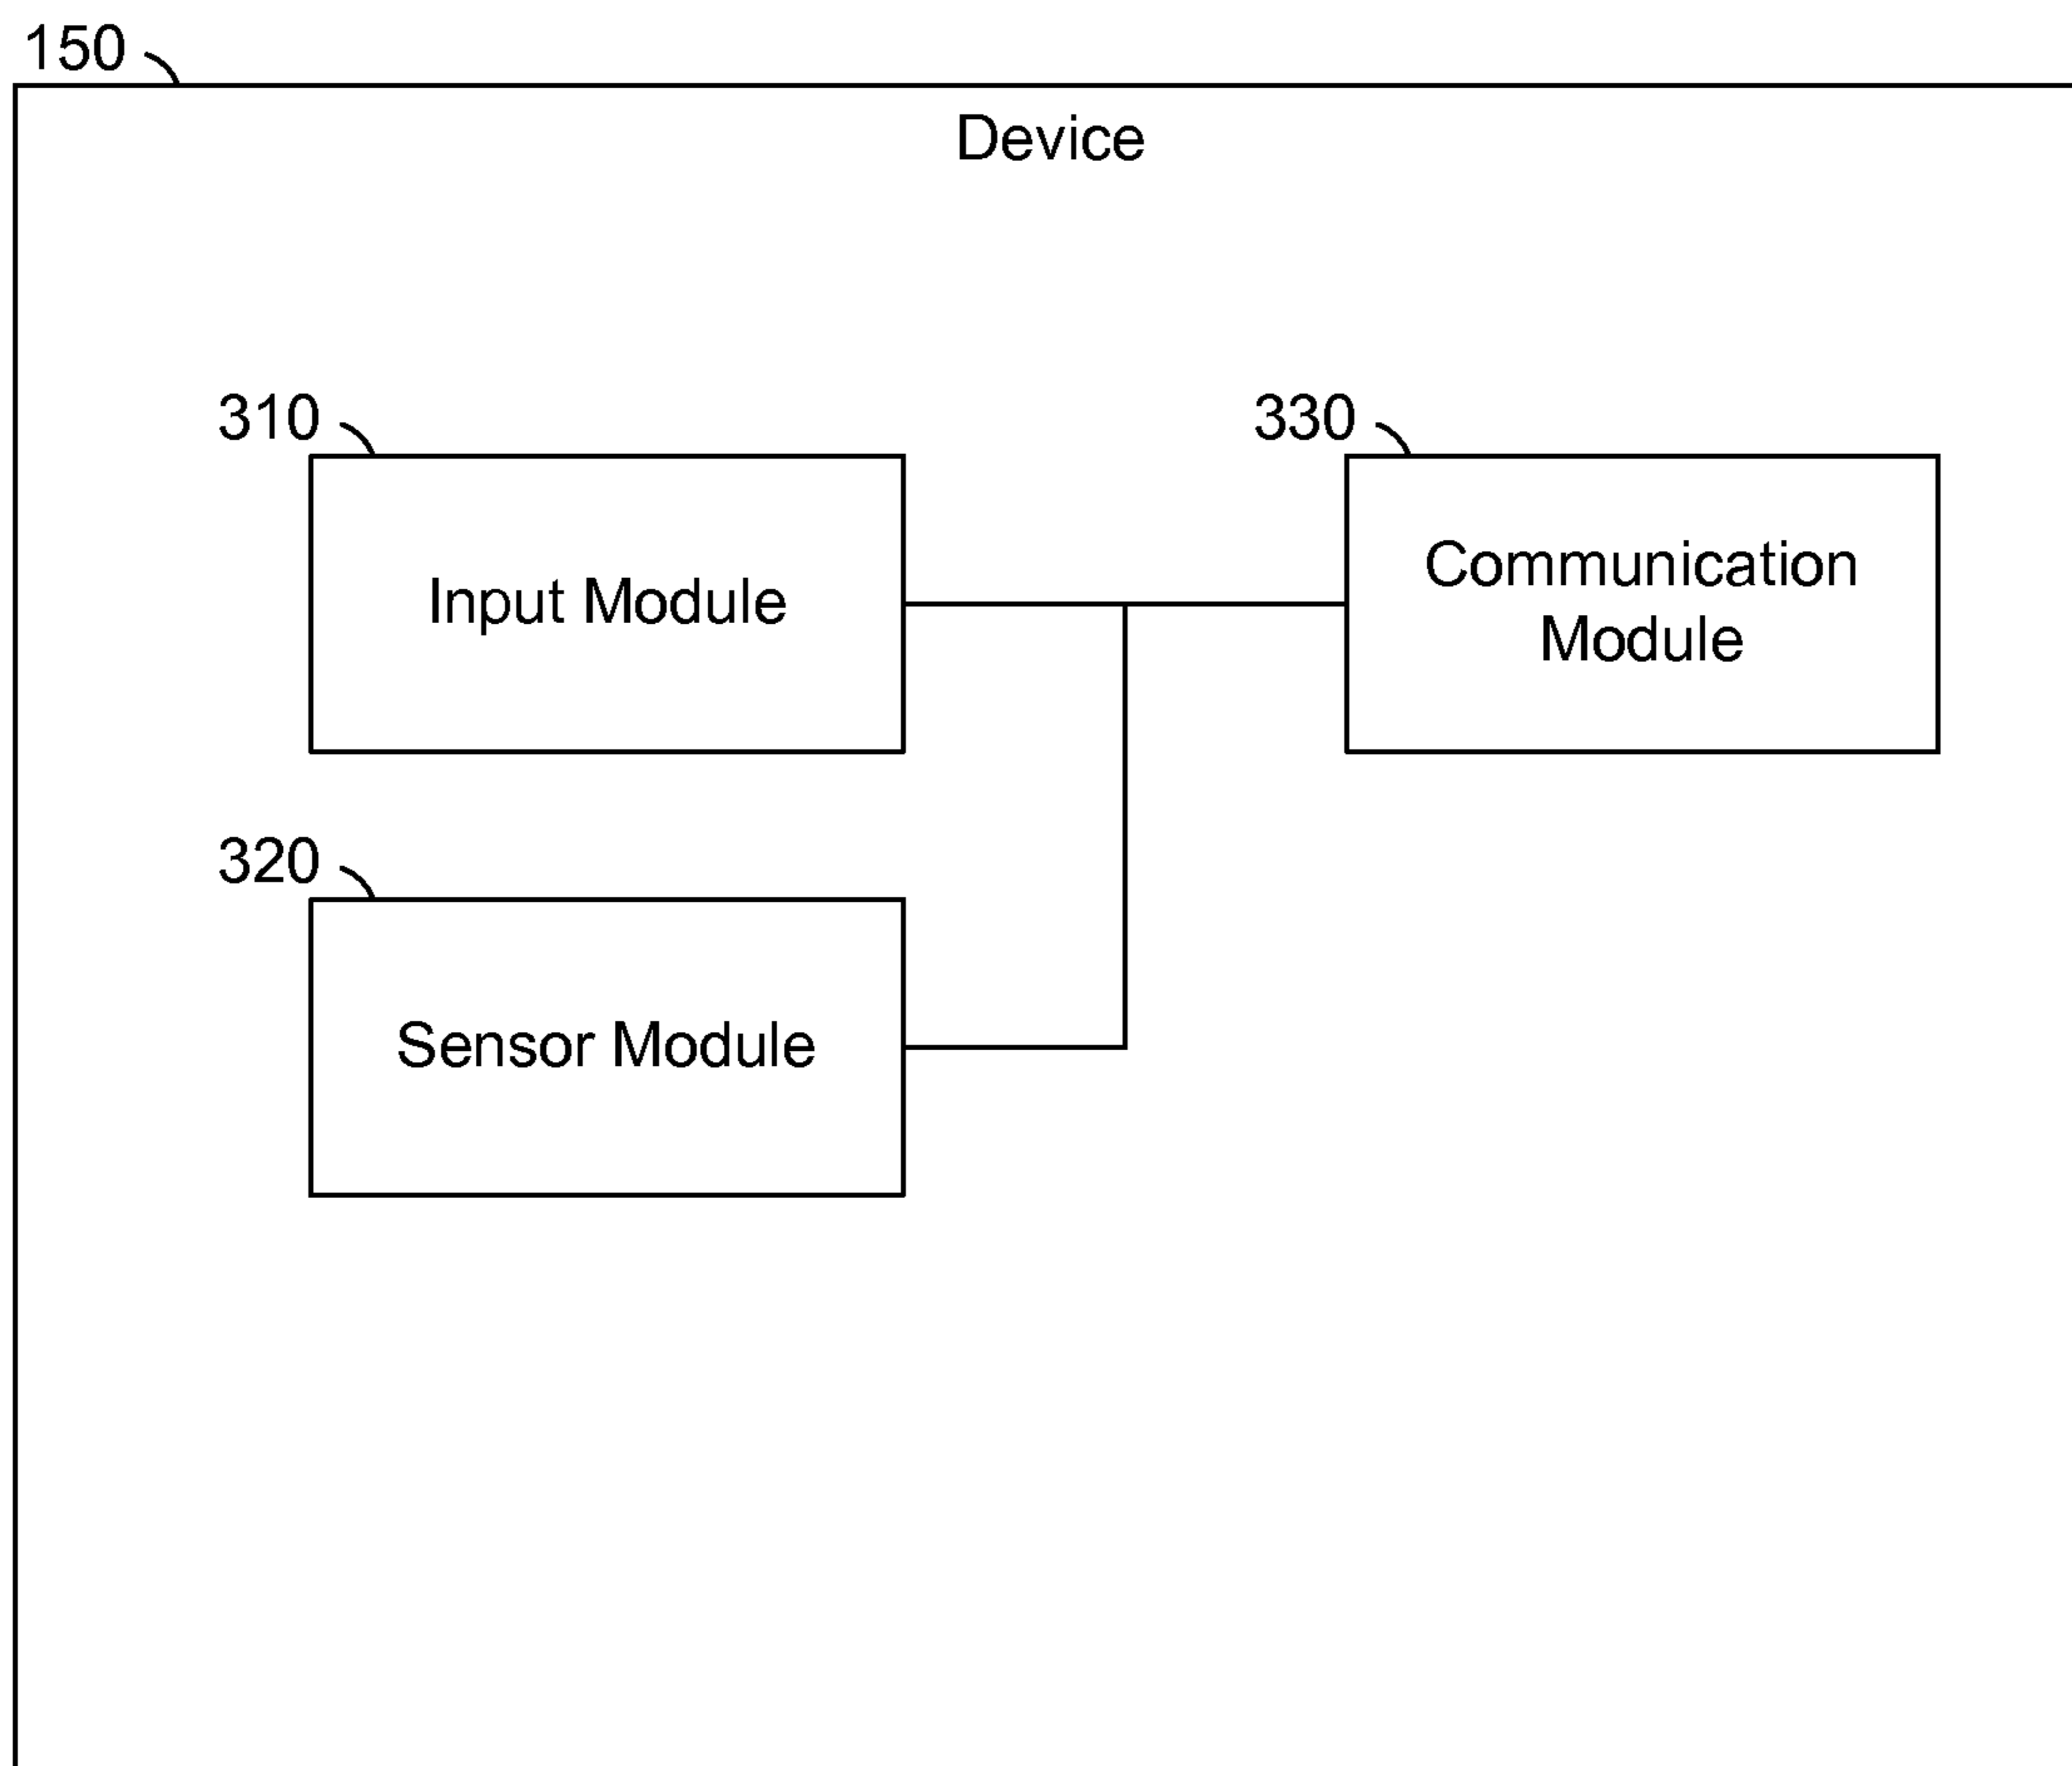 150
Device
310
330
Input Module
Communication
Module
320
Sensor Module